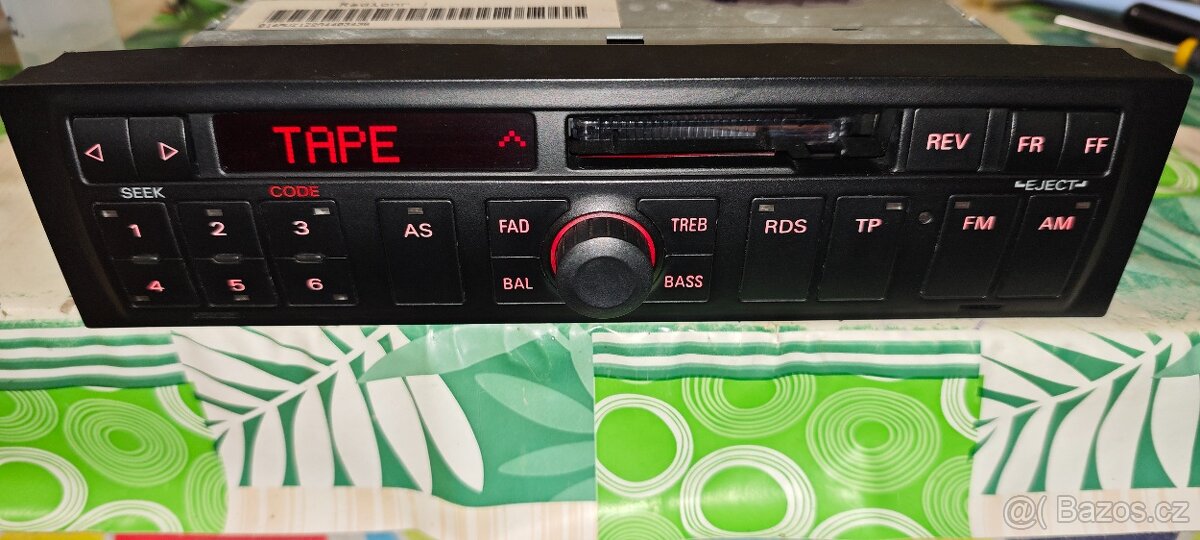 Radionr /
TAPE
REV
FR
FF
SEEK
CODE
EJECT
1
2
3
AS
FAD
TREB
RDS
TP
FM
AM
4
5
6
BAL
BASS
@( Bazos.cz